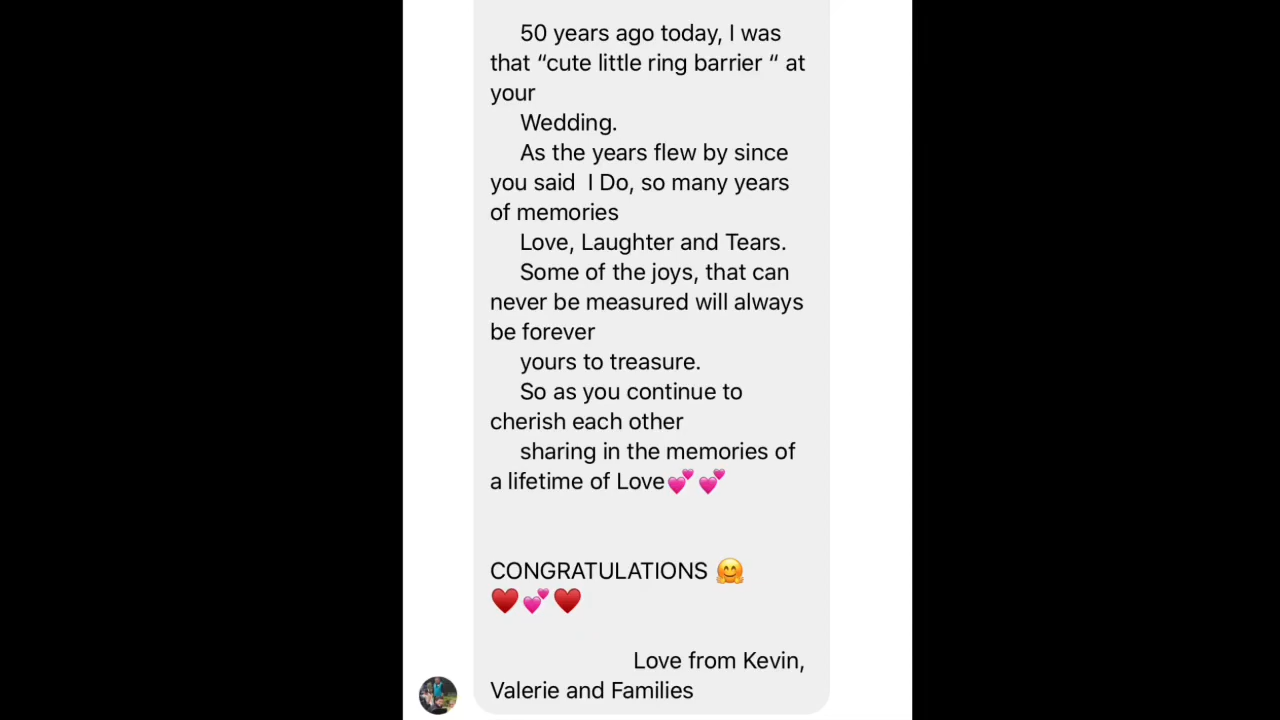 50 years ago today, I was
that “cute little ring barrier “ at
your
Wedding.
As the years flew by since
you said  I Do, so many years
of memories
Love, Laughter and Tears.
Some of the joys, that can
never be measured will always
be forever
yours to treasure.
So as you continue to
cherish each other
sharing in the memories of
a lifetime of Love💕💕
CONGRATULATIONS 🤗
♥️💕♥️
Love from Kevin,
Valerie and Families